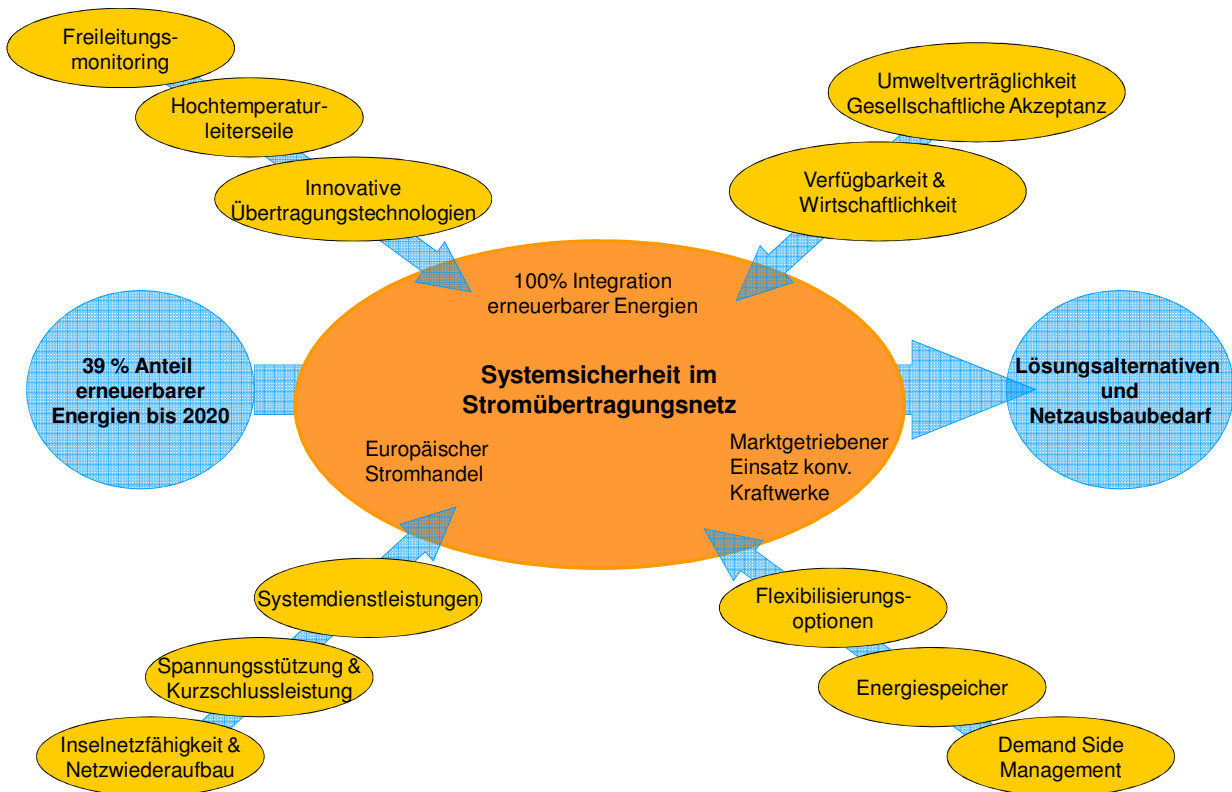 Freileitungs-
monitoring
Hochtemperatur-
leiterseile
Innovative
Übertragungstechnologien
Umweltverträglichkeit
Gesellschaftliche Akzeptanz
Verfügbarkeit &
Wirtschaftlichkeit
100% Integration
erneuerbarer Energien
39 % Anteil
erneuerbarer
Energien bis 2020
Systemsicherheit im
Stromübertragungsnetz
Lösungsalternativen
und
Netzausbaubedarf
Europäischer
Stromhandel
Marktgetriebener
Einsatz konv.
Kraftwerke
Systemdienstleistungen
Spannungsstützung &
Kurzschlussleistung
Inselnetzfähigkeit &
Netzwiederaufbau
Flexibilisierungs-
optionen
Energiespeicher
Demand Side
Management